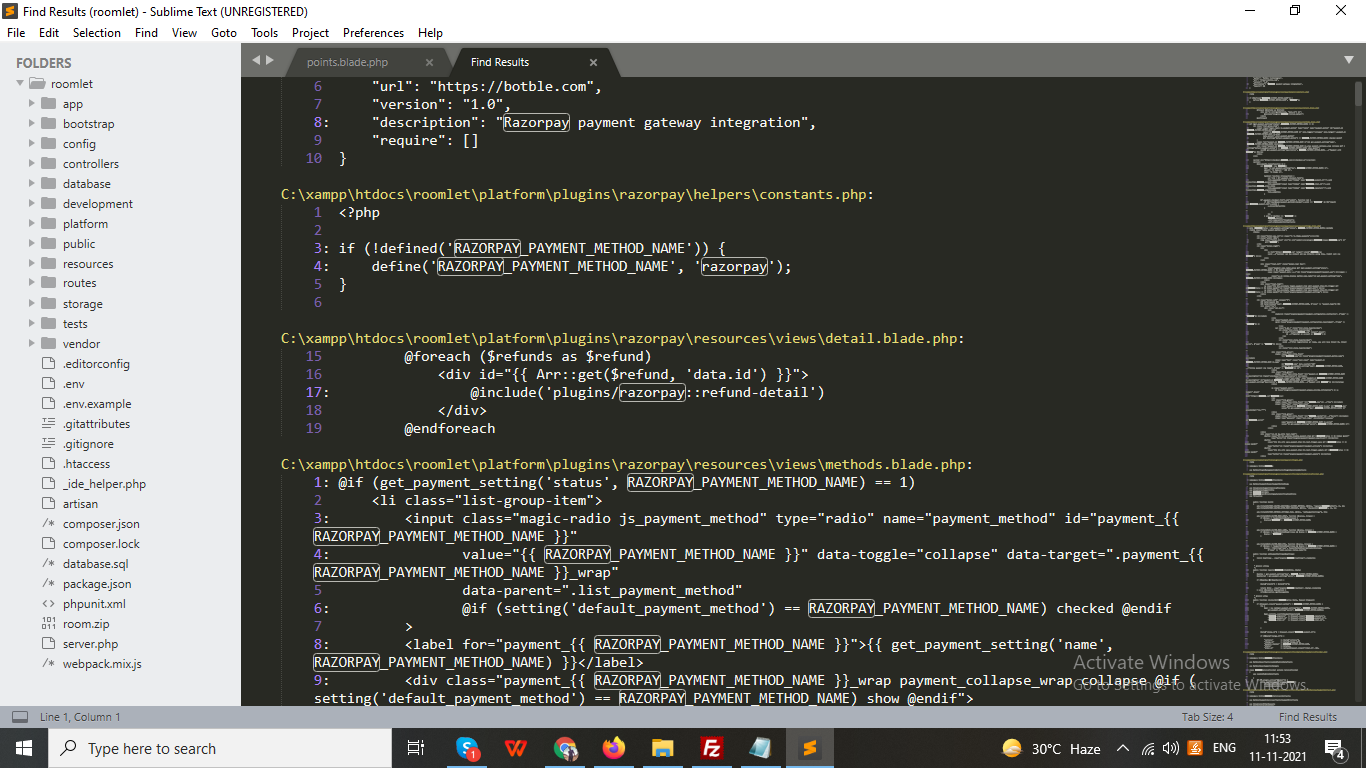 Find Results (roomlet) - Sublime Text (UNREGISTERED)
File Edit Selection Find View Goto Tools Project Preferences Help
FOLDERS
roomlet
app
bootstrap
config
controllers
database
development
platform
public
resources
routes
storage
tests
vendor
.editorconfig
.env
.env.example
.gitattributes
.gitignore
.htaccess
_ide_helper.php
artisan
composer.json
composer.lock
database.sql
package.json
phpunit.xml
room.zip
server.php
webpack.mix.js
points.blade.php
Find Results
6 "url": "https://botble.com",
7 "version": "1.0",
8: "description": "Razorpay payment gateway integration",
9 "require": []
10 }
C:\xampp\htdocs\roomlet\platform\plugins\razorpay\helpers\constants.php:
1 <?php
2
3: if (!defined('RAZORPAY_PAYMENT_METHOD_NAME')) {
4: define('RAZORPAY_PAYMENT_METHOD_NAME', 'razorpay');
5 }
6
C:\xampp\htdocs\roomlet\platform\plugins\razorpay\resources\views\detail.blade.php:
15 @foreach ($refunds as $refund)
16 <div id="{{ Arr::get($refund, 'data.id') }}">
17: @include('plugins/razorpay::refund-detail')
18 </div>
19 @endforeach
C:\xampp\htdocs\roomlet\platform\plugins\razorpay\resources\views\methods.blade.php:
1: @if (get_payment_setting('status', RAZORPAY_PAYMENT_METHOD_NAME) == 1)
2 <li class="list-group-item">
3: <input class="magic-radio js_payment_method" type="radio" name="payment_method" id="payment_{{
RAZORPAY_PAYMENT_METHOD_NAME }}"
4: value="{{ RAZORPAY_PAYMENT_METHOD_NAME }}" data-toggle="collapse" data-target=".payment_{{
RAZORPAY_PAYMENT_METHOD_NAME }}_wrap"
5 data-parent=".list_payment_method"
6: @if (setting('default_payment_method') == RAZORPAY_PAYMENT_METHOD_NAME) checked @endif
7 >
8: <label for="payment_{{ RAZORPAY_PAYMENT_METHOD_NAME }}">{{ get_payment_setting('name',
RAZORPAY_PAYMENT_METHOD_NAME) }}</label>
9: <div class="payment_{{ RAZORPAY_PAYMENT_METHOD_NAME }}_wrap payment_collapse_wrap collapse @if (
setting('default_payment_method') == RAZORPAY_PAYMENT_METHOD_NAME) show @endif">
Activate Windows
Go to Settings to activate Windows.
Line 1, Column 1
Tab Size: 4
Find Results
Type here to search
1
30°C Haze
ENG
11:53
11-11-2021
4